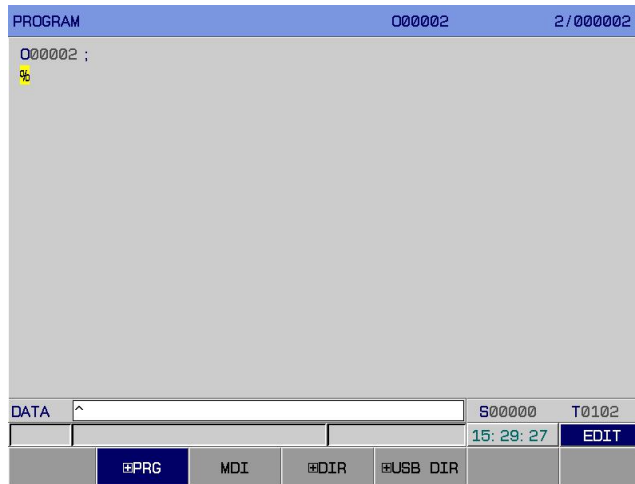 PROGRAM O00002 2/000002
O00002 ;
%
DATA ^ S00000 T0102
15: 29: 27 EDIT
⊞PRG MDI ⊞DIR ⊞USB DIR